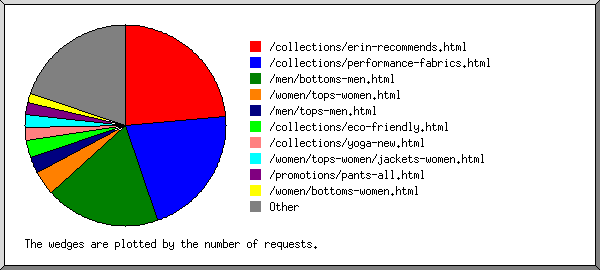 /collections/erin-recommends.html
/collections/performance-fabrics.html
/men/bottoms-men.html
/women/tops-women.html
/men/tops-men.html
/collections/eco-friendly.html
/collections/yoga-new.html
/women/tops-women/jackets-women.html
/promotions/pants-all.html
/women/bottoms-women.html
Other
The wedges are plotted by the number of requests.